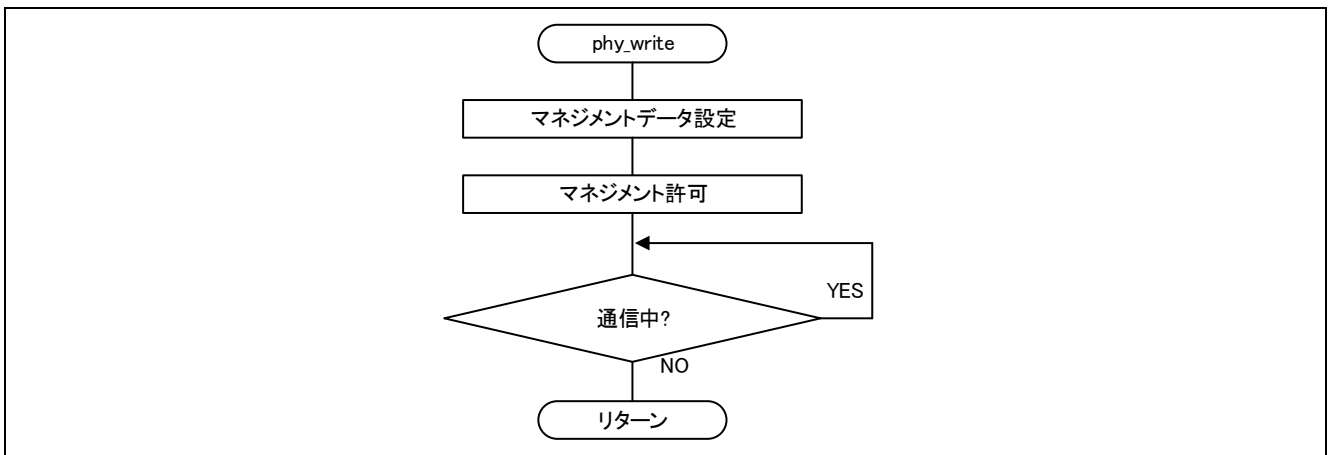 phy_write
マネジメントデータ設定
マネジメント許可
YES
通信中?
NO
リターン